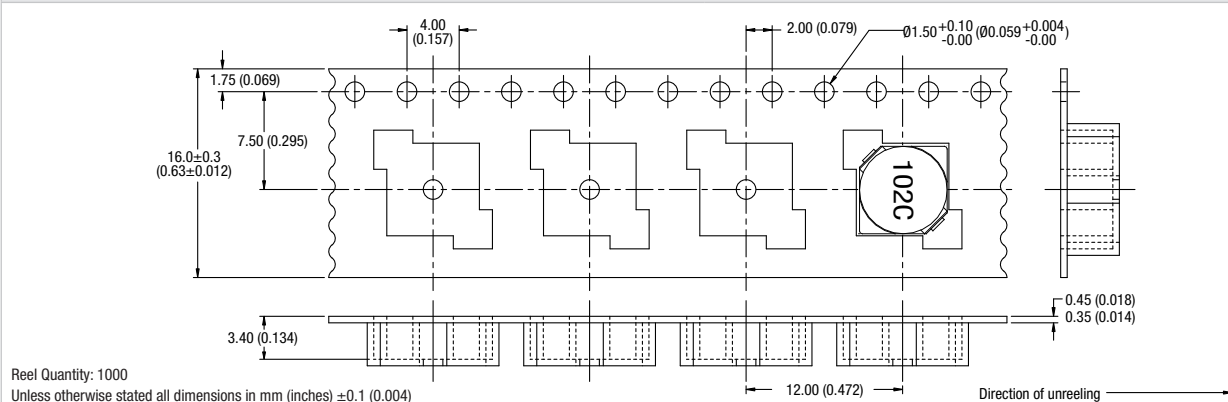 4.00
(0.157)
2.00 (0.079)
Ø1.50 +0.10 -0.00 (Ø0.059 +0.004 -0.00)
1.75 (0.069)
7.50 (0.295)
16.0±0.3
(0.63±0.012)
102C
0.45 (0.018)
0.35 (0.014)
3.40 (0.134)
12.00 (0.472)
Reel Quantity: 1000
Unless otherwise stated all dimensions in mm (inches) ±0.1 (0.004)
Direction of unreeling